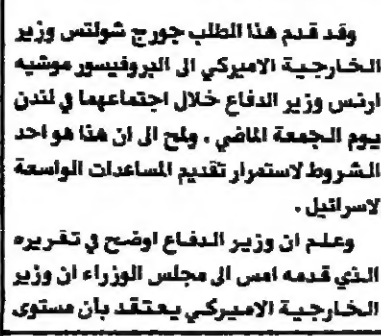 وقد قدم هذا الطلب جورج شولتس وزير
الخارجية الاميركي الى البروفيسور موشيه
ارنس وزير الدفاع خلال اجتماعهما في لندن
يوم الجمعة الماضي . ولمح الى ان هذا هو احد
الشروط لاستمرار تقديم المساعدات الواسعة
لاسرائيل .
وعلم ان وزير الدفاع اوضح في تقريره
الذي قدمه امس الى مجلس الوزراء ان وزير
الخارجية الاميركي يعتقد بأن مستوى